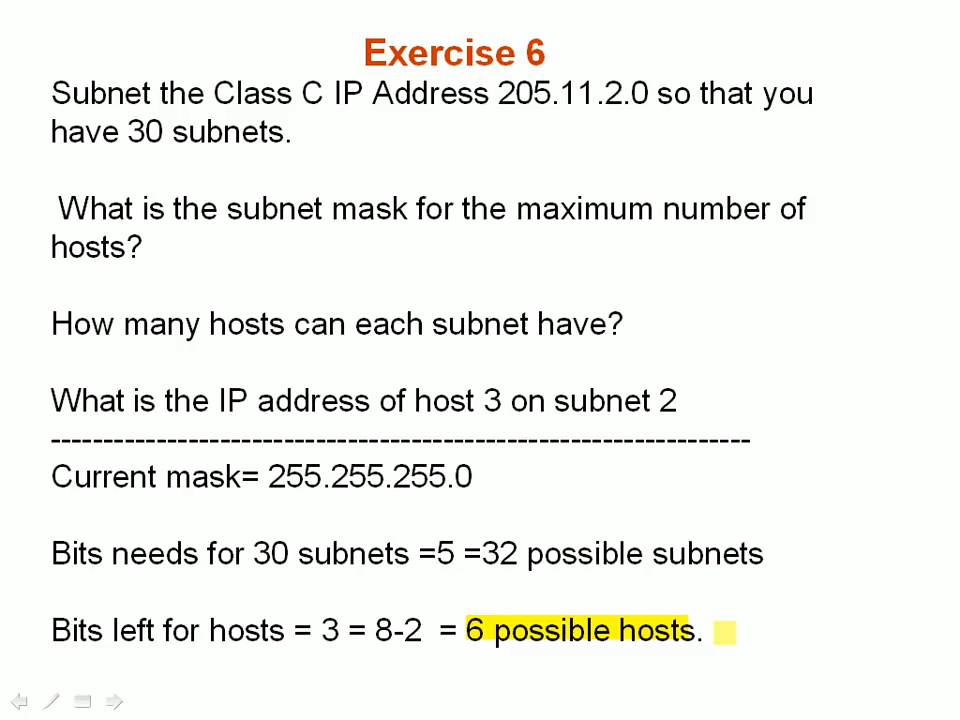 Exercise 6
Subnet the Class C IP Address 205.11.2.0 so that you
have 30 subnets.
What is the subnet mask for the maximum number of
hosts?
How many hosts can each subnet have?
What is the IP address of host 3 on subnet 2
--------------------------------------------------------------------
Current mask= 255.255.255.0
Bits needs for 30 subnets =5 =32 possible subnets
Bits left for hosts = 3 = 8-2  = 6 possible hosts.